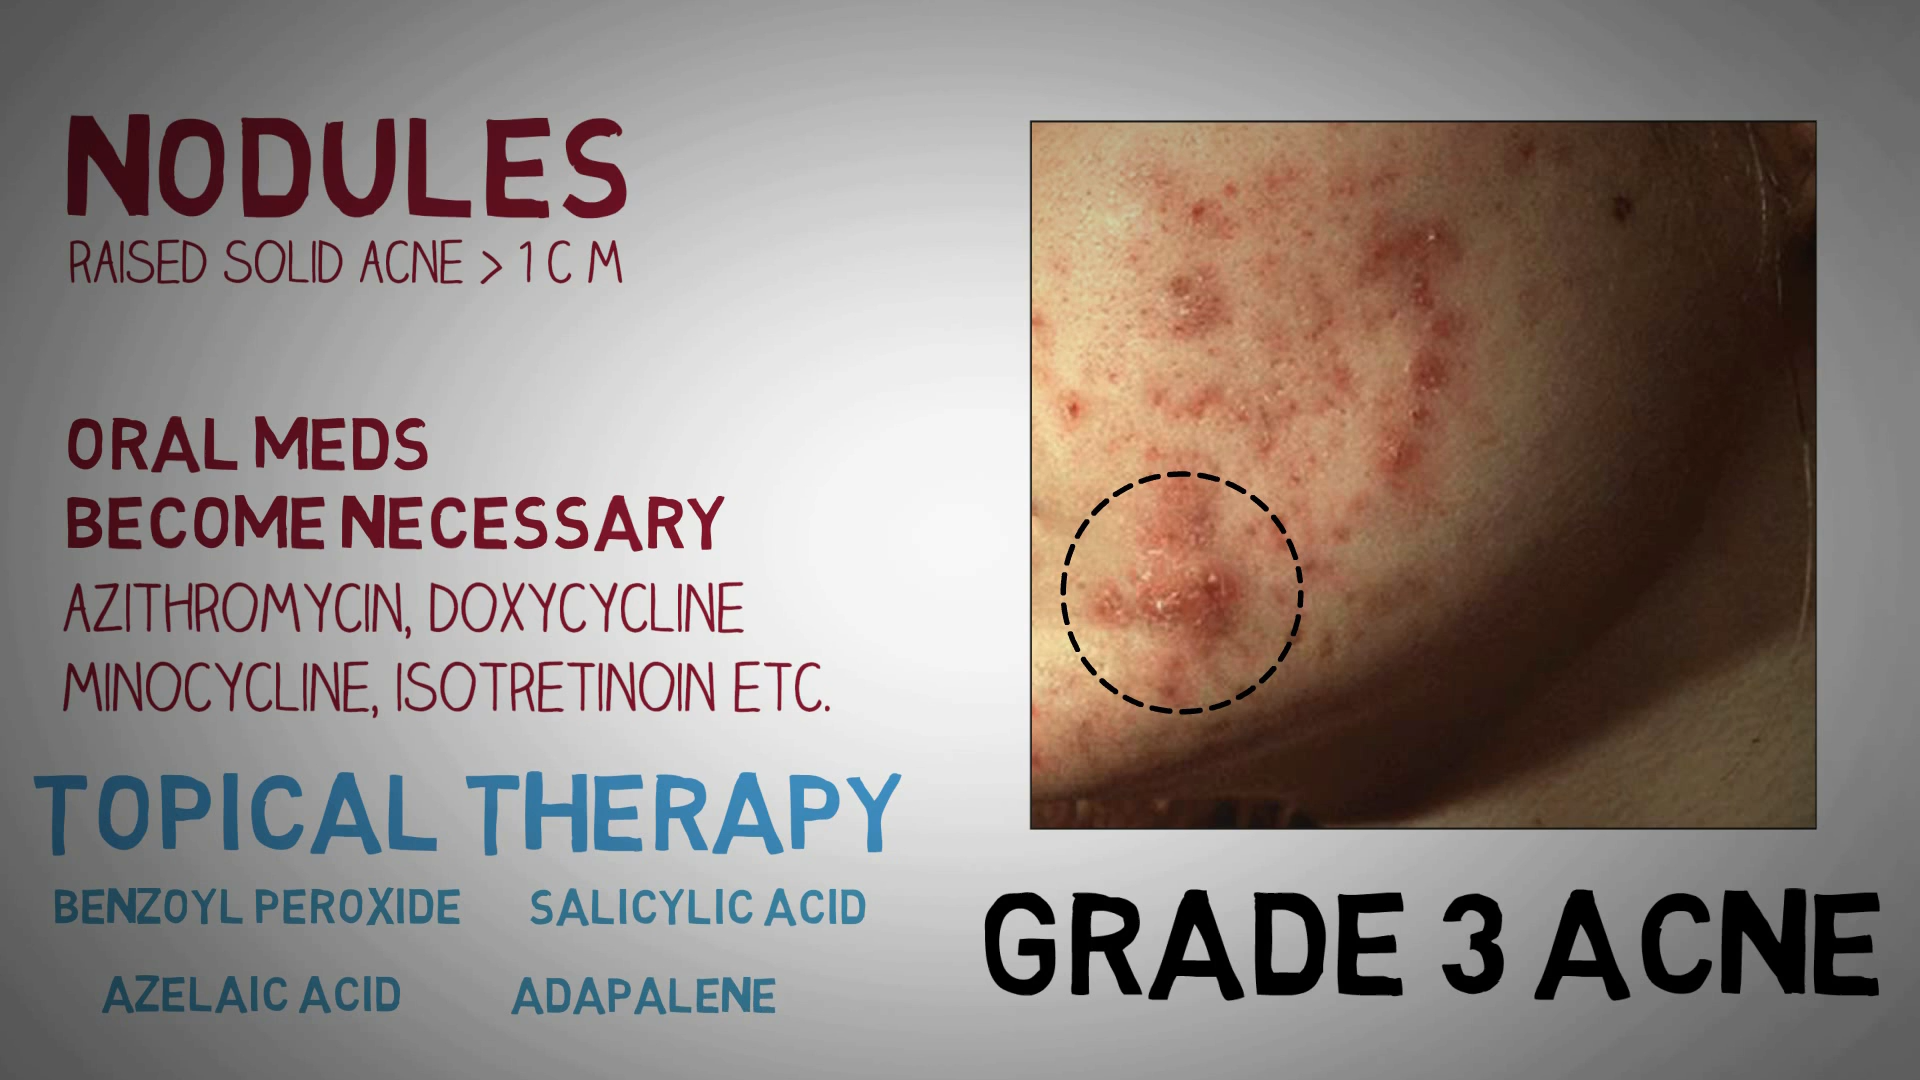 NODULES
RAISED SOLID ACNE > 1 C M
ORAL MEDS
BECOME NECESSARY
AZITHROMYCIN, DOXYCYCLINE
MINOCYCLINE, ISOTRETINOIN ETC.
TOPICAL THERAPY
BENZOYL PEROXIDE SALICYLIC ACID
AZELAIC ACID ADAPALENE
GRADE 3 ACNE